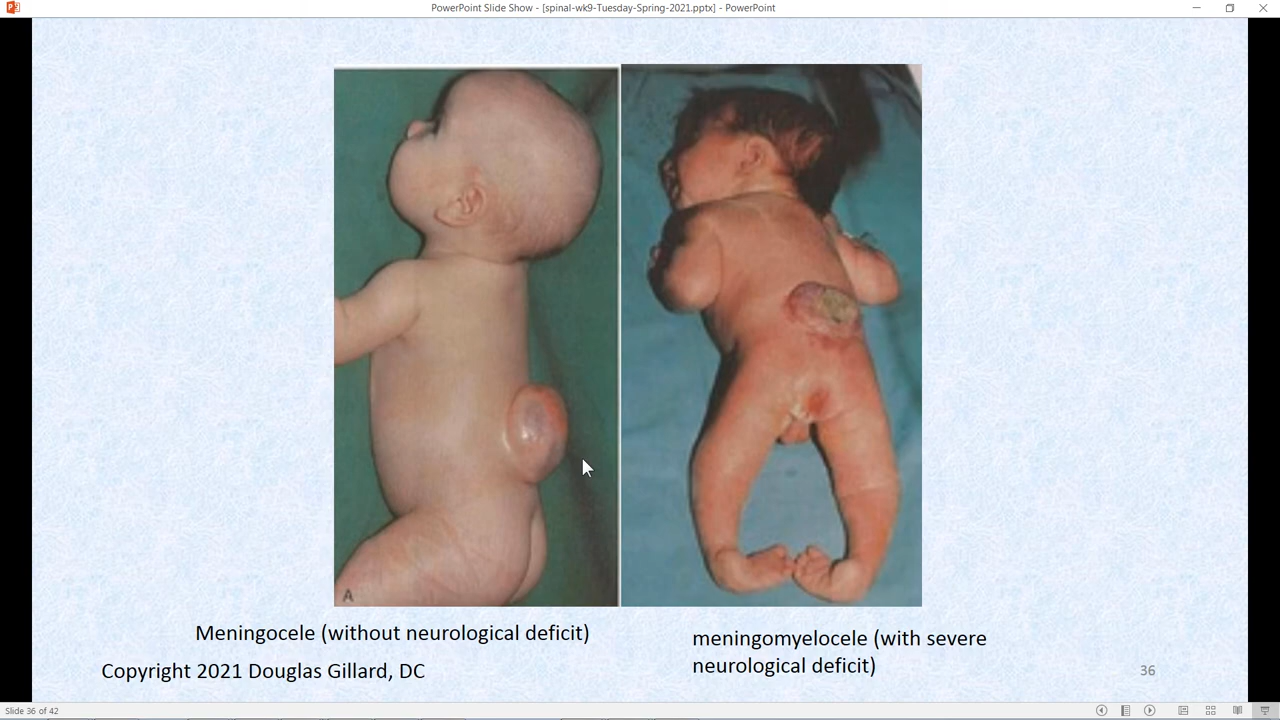 PowerPoint Slide Show - [spinal-wk9-Tuesday-Spring-2021.pptx] - PowerPoint
A
Meningocele (without neurological deficit)
meningomyelocele (with severe
neurological deficit)
Copyright 2021 Douglas Gillard, DC
36
Slide 36 of 42